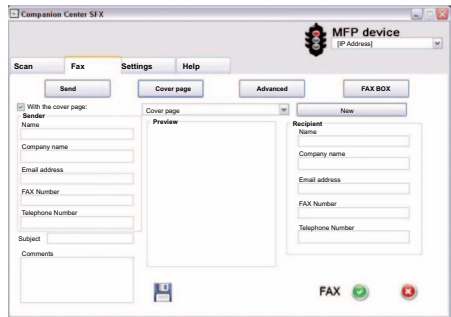 Companion Center SFX
MFP device
[IP Address]
Scan Fax Settings Help
Send Cover page Advanced FAX BOX
With the cover page: Cover page New
Sender Preview Recipient
Name
Company name
Email address
FAX Number
Telephone Number
Name
Company name
Email address
FAX Number
Telephone Number
Subject
Comments
FAX